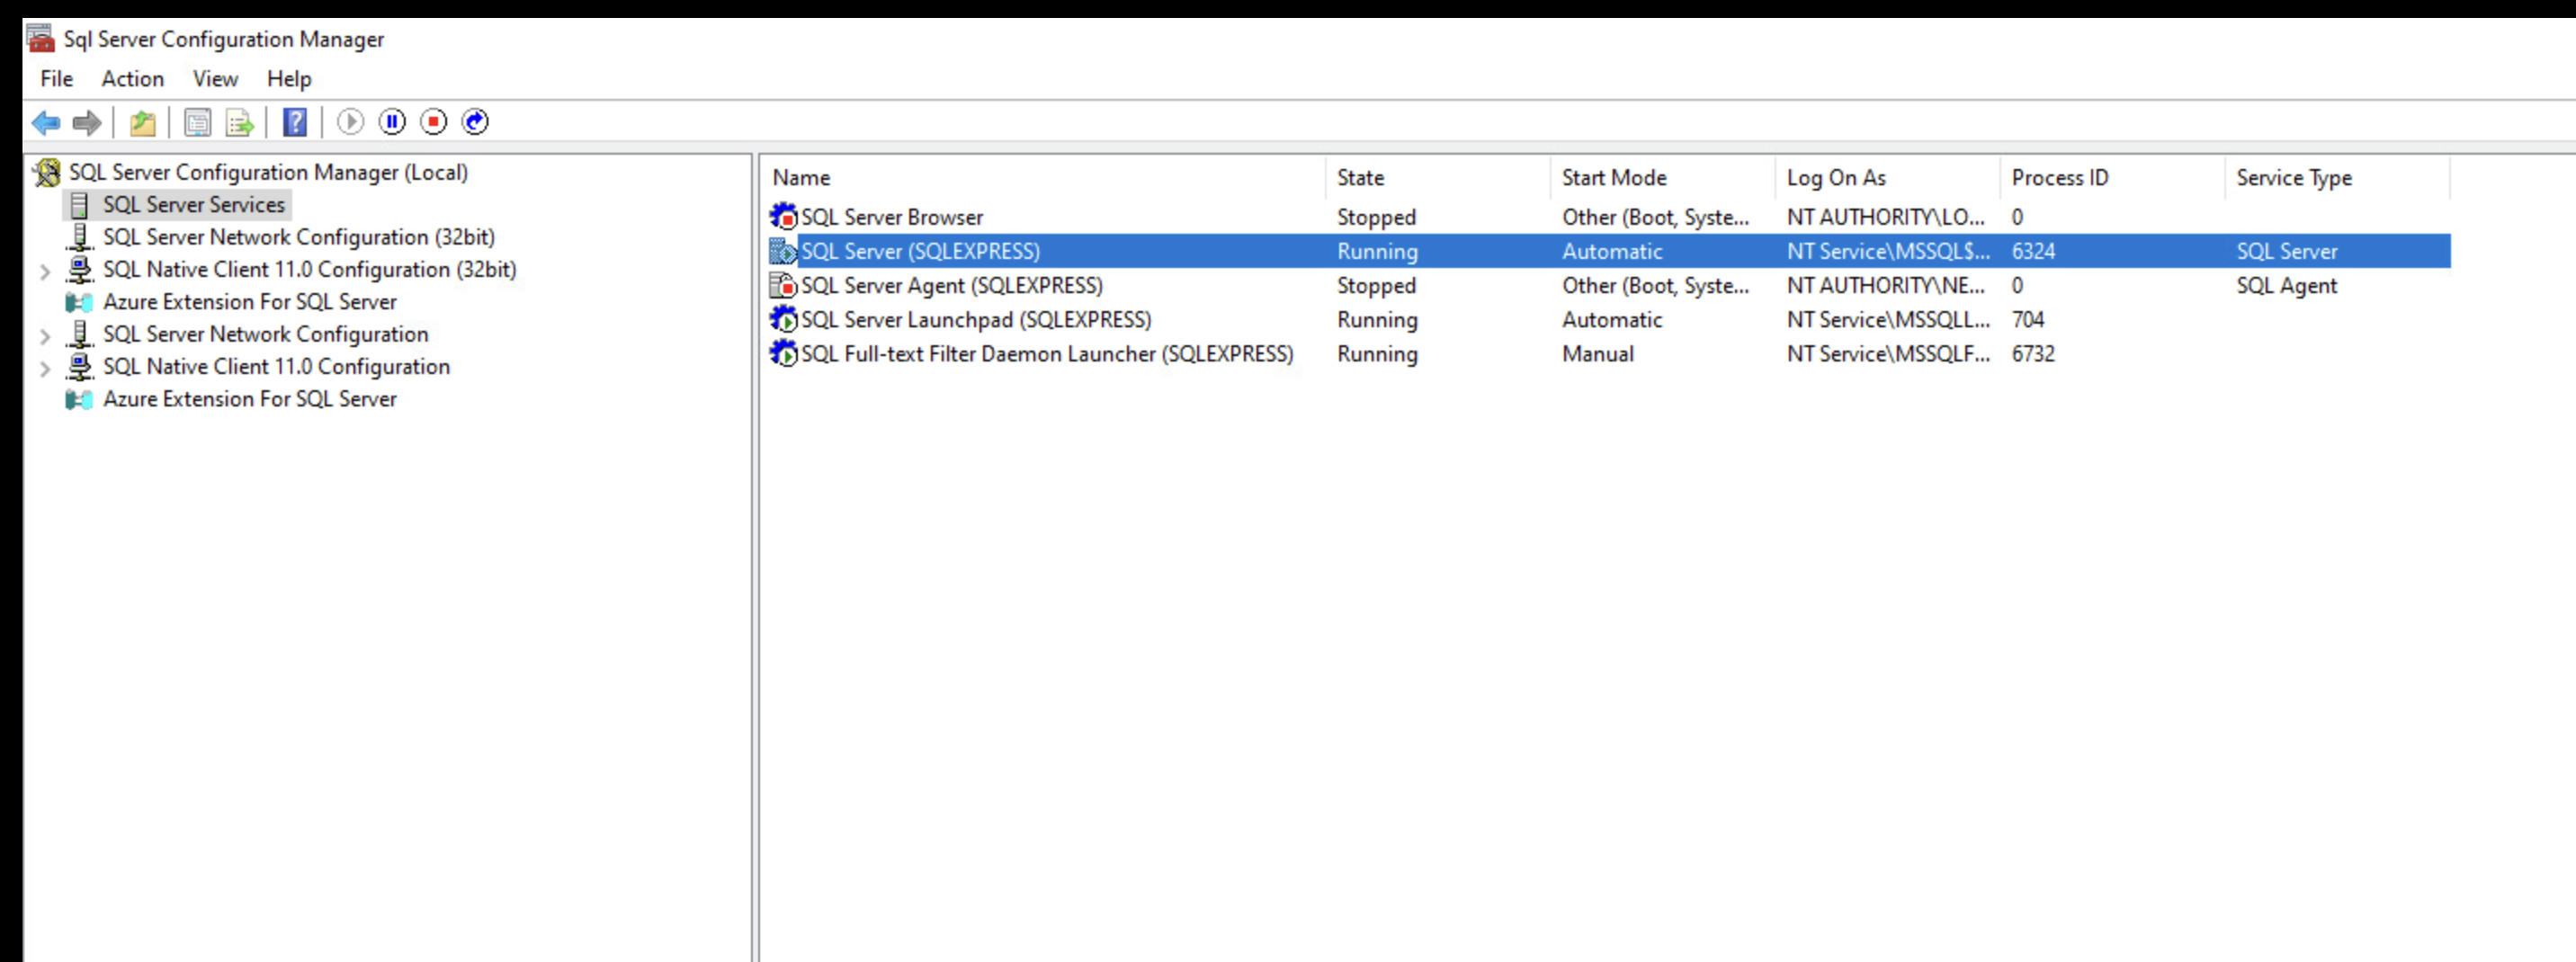 Sql Server Configuration Manager
File Action View Help
SQL Server Configuration Manager (Local)
SQL Server Services
SQL Server Network Configuration (32bit)
SQL Native Client 11.0 Configuration (32bit)
Azure Extension For SQL Server
SQL Server Network Configuration
SQL Native Client 11.0 Configuration
Azure Extension For SQL Server
Name State Start Mode Log On As Process ID Service Type
SQL Server Browser Stopped Other (Boot, Syste... NT AUTHORITY\LO... 0
SQL Server (SQLEXPRESS) Running Automatic NT Service\MSSQL$... 6324 SQL Server
SQL Server Agent (SQLEXPRESS) Stopped Other (Boot, Syste... NT AUTHORITY\NE... 0 SQL Agent
SQL Server Launchpad (SQLEXPRESS) Running Automatic NT Service\MSSQLL... 704
SQL Full-text Filter Daemon Launcher (SQLEXPRESS) Running Manual NT Service\MSSQLF... 6732